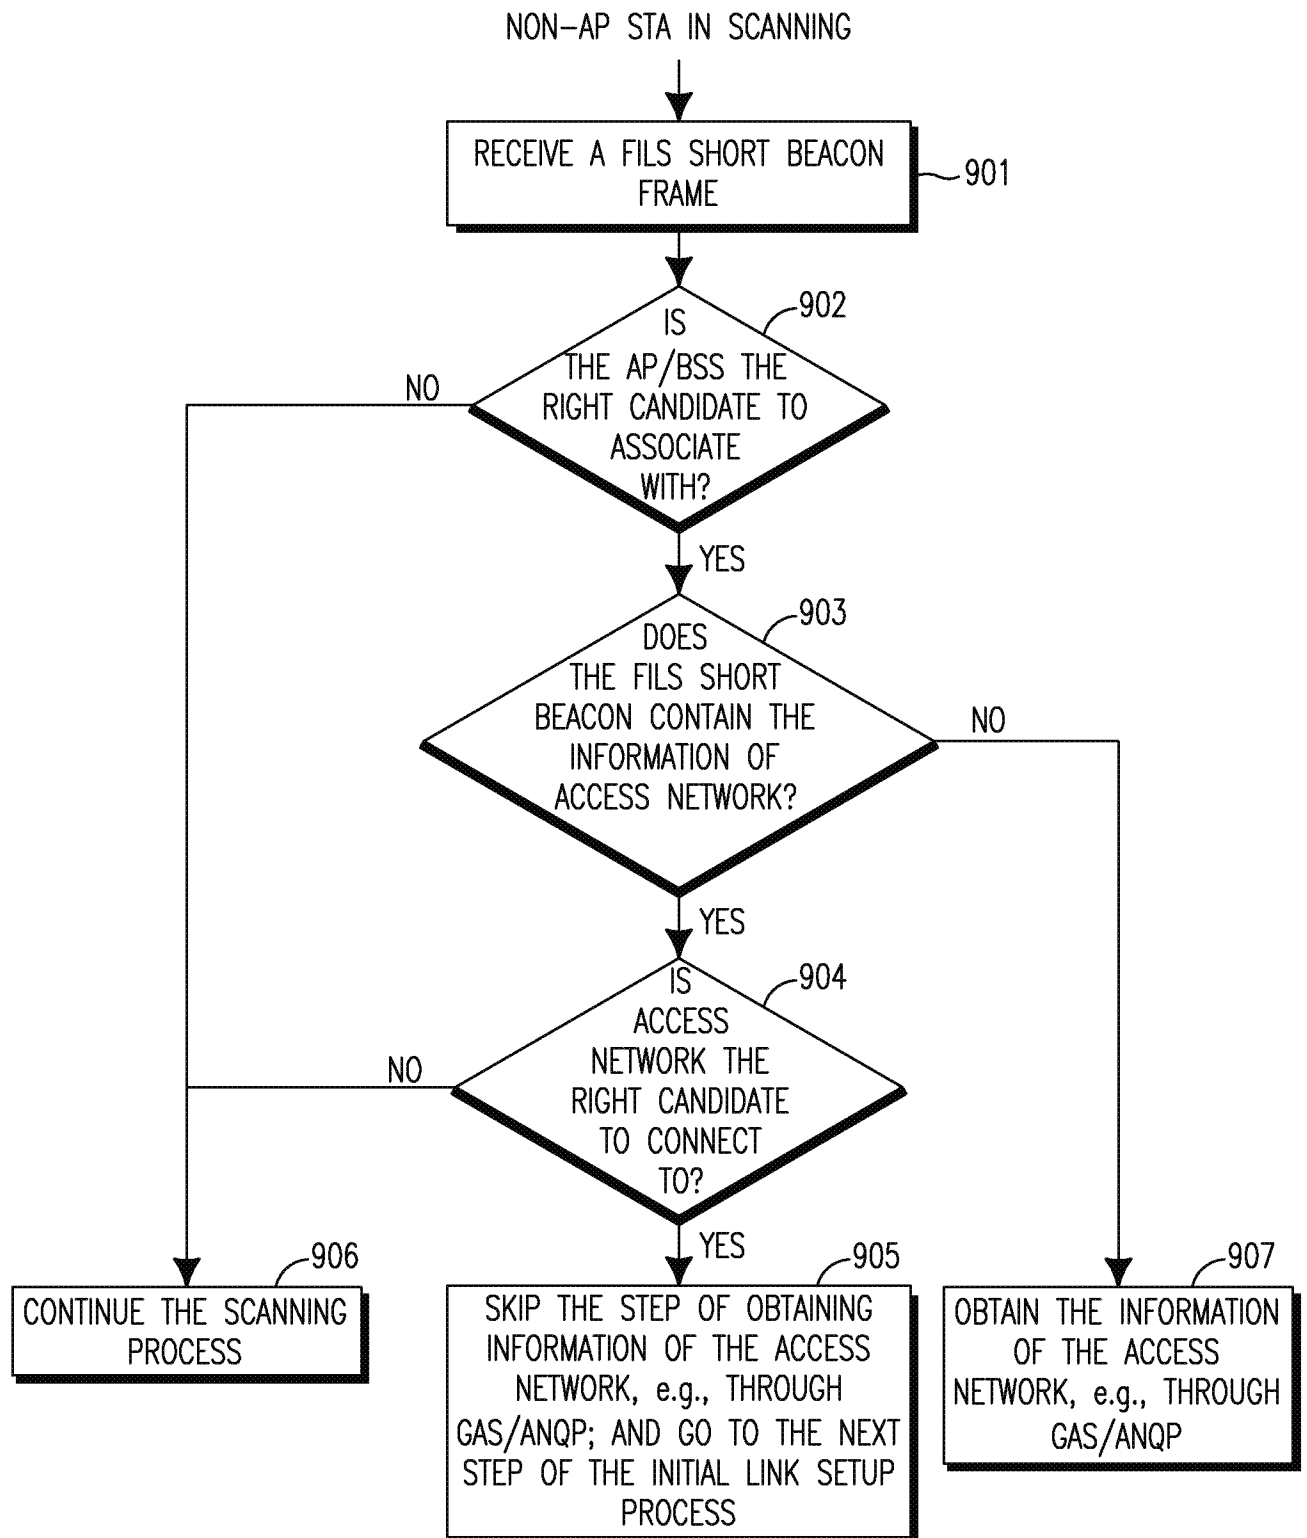 NON-AP STA IN SCANNING
RECEIVE A FILS SHORT BEACON
FRAME
901
902
IS
THE AP/BSS THE
RIGHT CANDIDATE TO
ASSOCIATE
WITH?
NO
YES
903
DOES
THE FILS SHORT
BEACON CONTAIN THE
INFORMATION OF
ACCESS NETWORK?
NO
YES
904
IS
ACCESS
NETWORK THE
RIGHT CANDIDATE
TO CONNECT
TO?
NO
YES
906
CONTINUE THE SCANNING
PROCESS
905
SKIP THE STEP OF OBTAINING
INFORMATION OF THE ACCESS
NETWORK, e.g., THROUGH
GAS/ANQP; AND GO TO THE NEXT
STEP OF THE INITIAL LINK SETUP
PROCESS
907
OBTAIN THE INFORMATION
OF THE ACCESS
NETWORK, e.g., THROUGH
GAS/ANQP